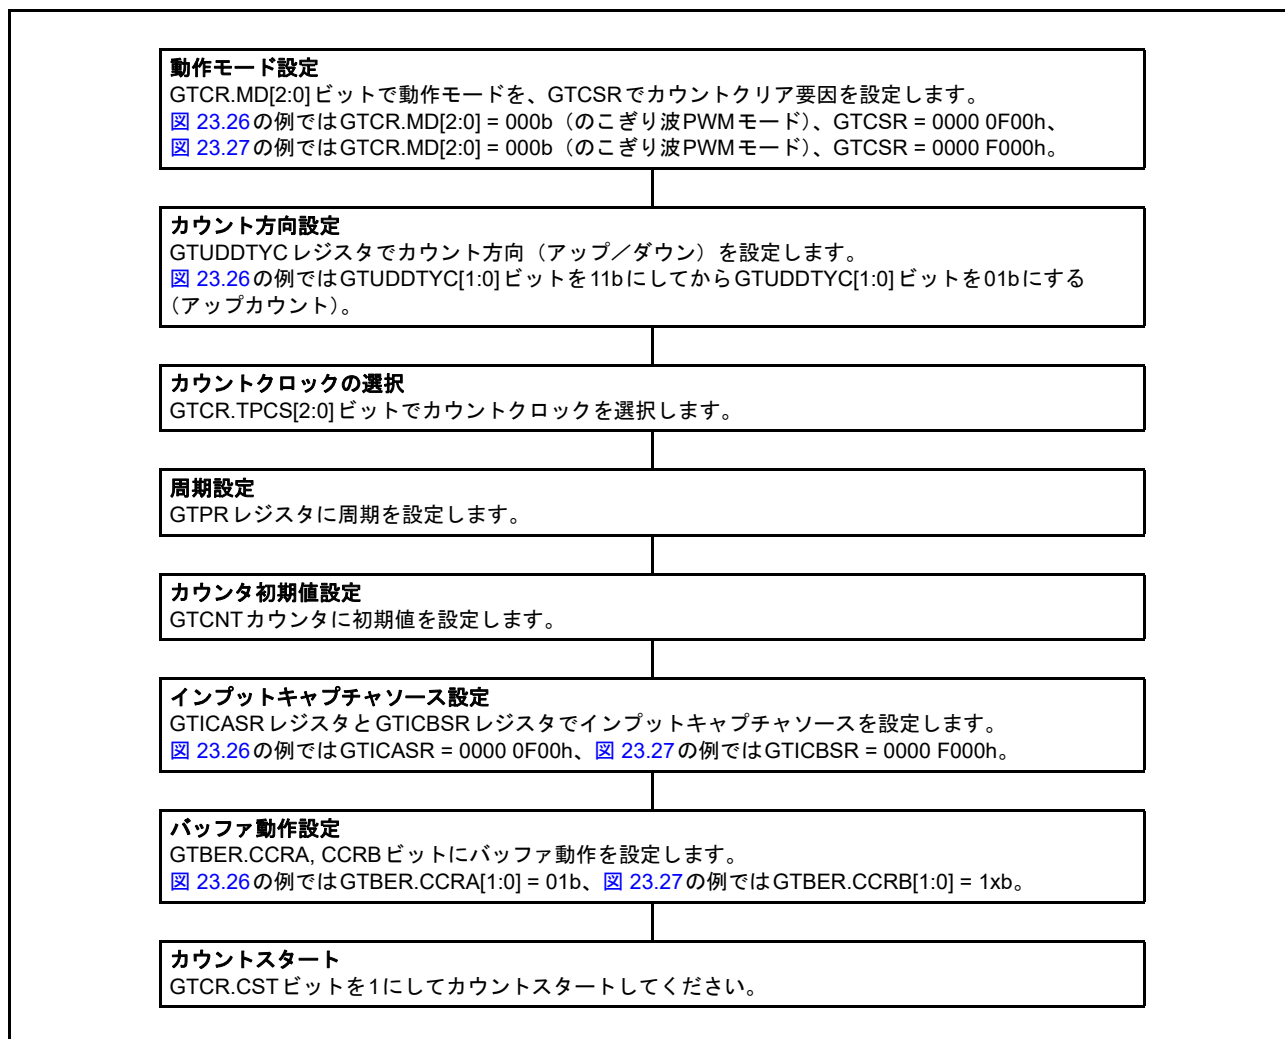 動作モード設定
GTCR.MD[2:0]ビットで動作モードを、GTCSRでカウントクリア要因を設定します。
図 23.26の例ではGTCR.MD[2:0] = 000b（のこぎり波PWMモード）、GTCSR = 0000 0F00h、
図 23.27の例ではGTCR.MD[2:0] = 000b（のこぎり波PWMモード）、GTCSR = 0000 F000h。
カウント方向設定
GTUDDTYCレジスタでカウント方向（アップ／ダウン）を設定します。
図 23.26の例ではGTUDDTYC[1:0]ビットを11bにしてからGTUDDTYC[1:0]ビットを01bにする
（アップカウント）。
カウントクロックの選択
GTCR.TPCS[2:0]ビットでカウントクロックを選択します。
周期設定
GTPRレジスタに周期を設定します。
カウンタ初期値設定
GTCNTカウンタに初期値を設定します。
インプットキャプチャソース設定
GTICASRレジスタとGTICBSRレジスタでインプットキャプチャソースを設定します。
図 23.26の例ではGTICASR = 0000 0F00h、図 23.27の例ではGTICBSR = 0000 F000h。
バッファ動作設定
GTBER.CCRA, CCRBビットにバッファ動作を設定します。
図 23.26の例ではGTBER.CCRA[1:0] = 01b、図 23.27の例ではGTBER.CCRB[1:0] = 1xb。
カウントスタート
GTCR.CSTビットを1にしてカウントスタートしてください。